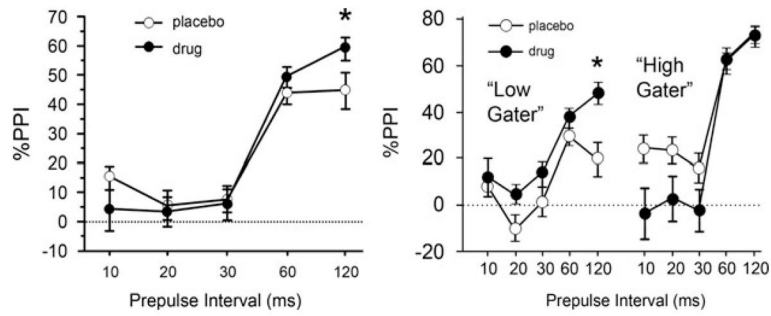 70
60
50
40
30
20
10
0
-10
%PPI
placebo
drug
*
10 20 30 60 120
Prepulse Interval (ms)
80
60
40
20
0
-20
%PPI
placebo
drug
*
“Low
Gater”
“High
Gater”
10 20 30 60 120 10 20 30 60 120
Prepulse Interval (ms)